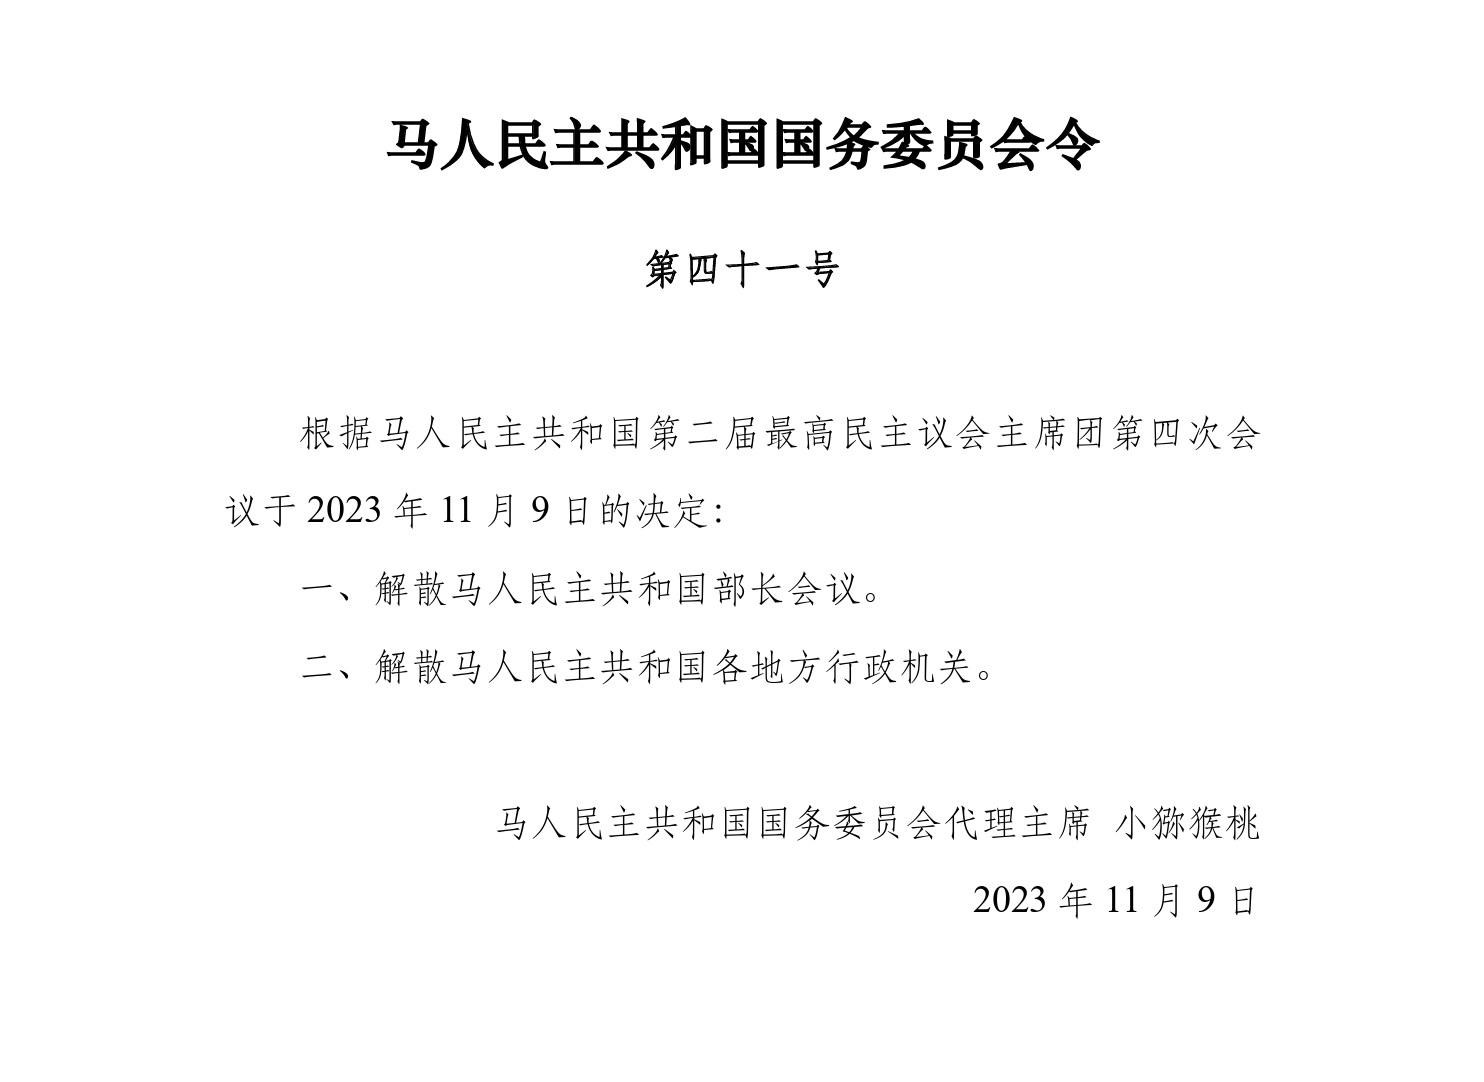 马人民主共和国国务委员会令
第四十一号
根据马人民主共和国第二届最高民主议会主席团第四次会
议于 2023 年 11 月 9 日的决定：
一、解散马人民主共和国部长会议。
二、解散马人民主共和国各地方行政机关。
马人民主共和国国务委员会代理主席 小猕猴桃
2023 年 11 月 9 日